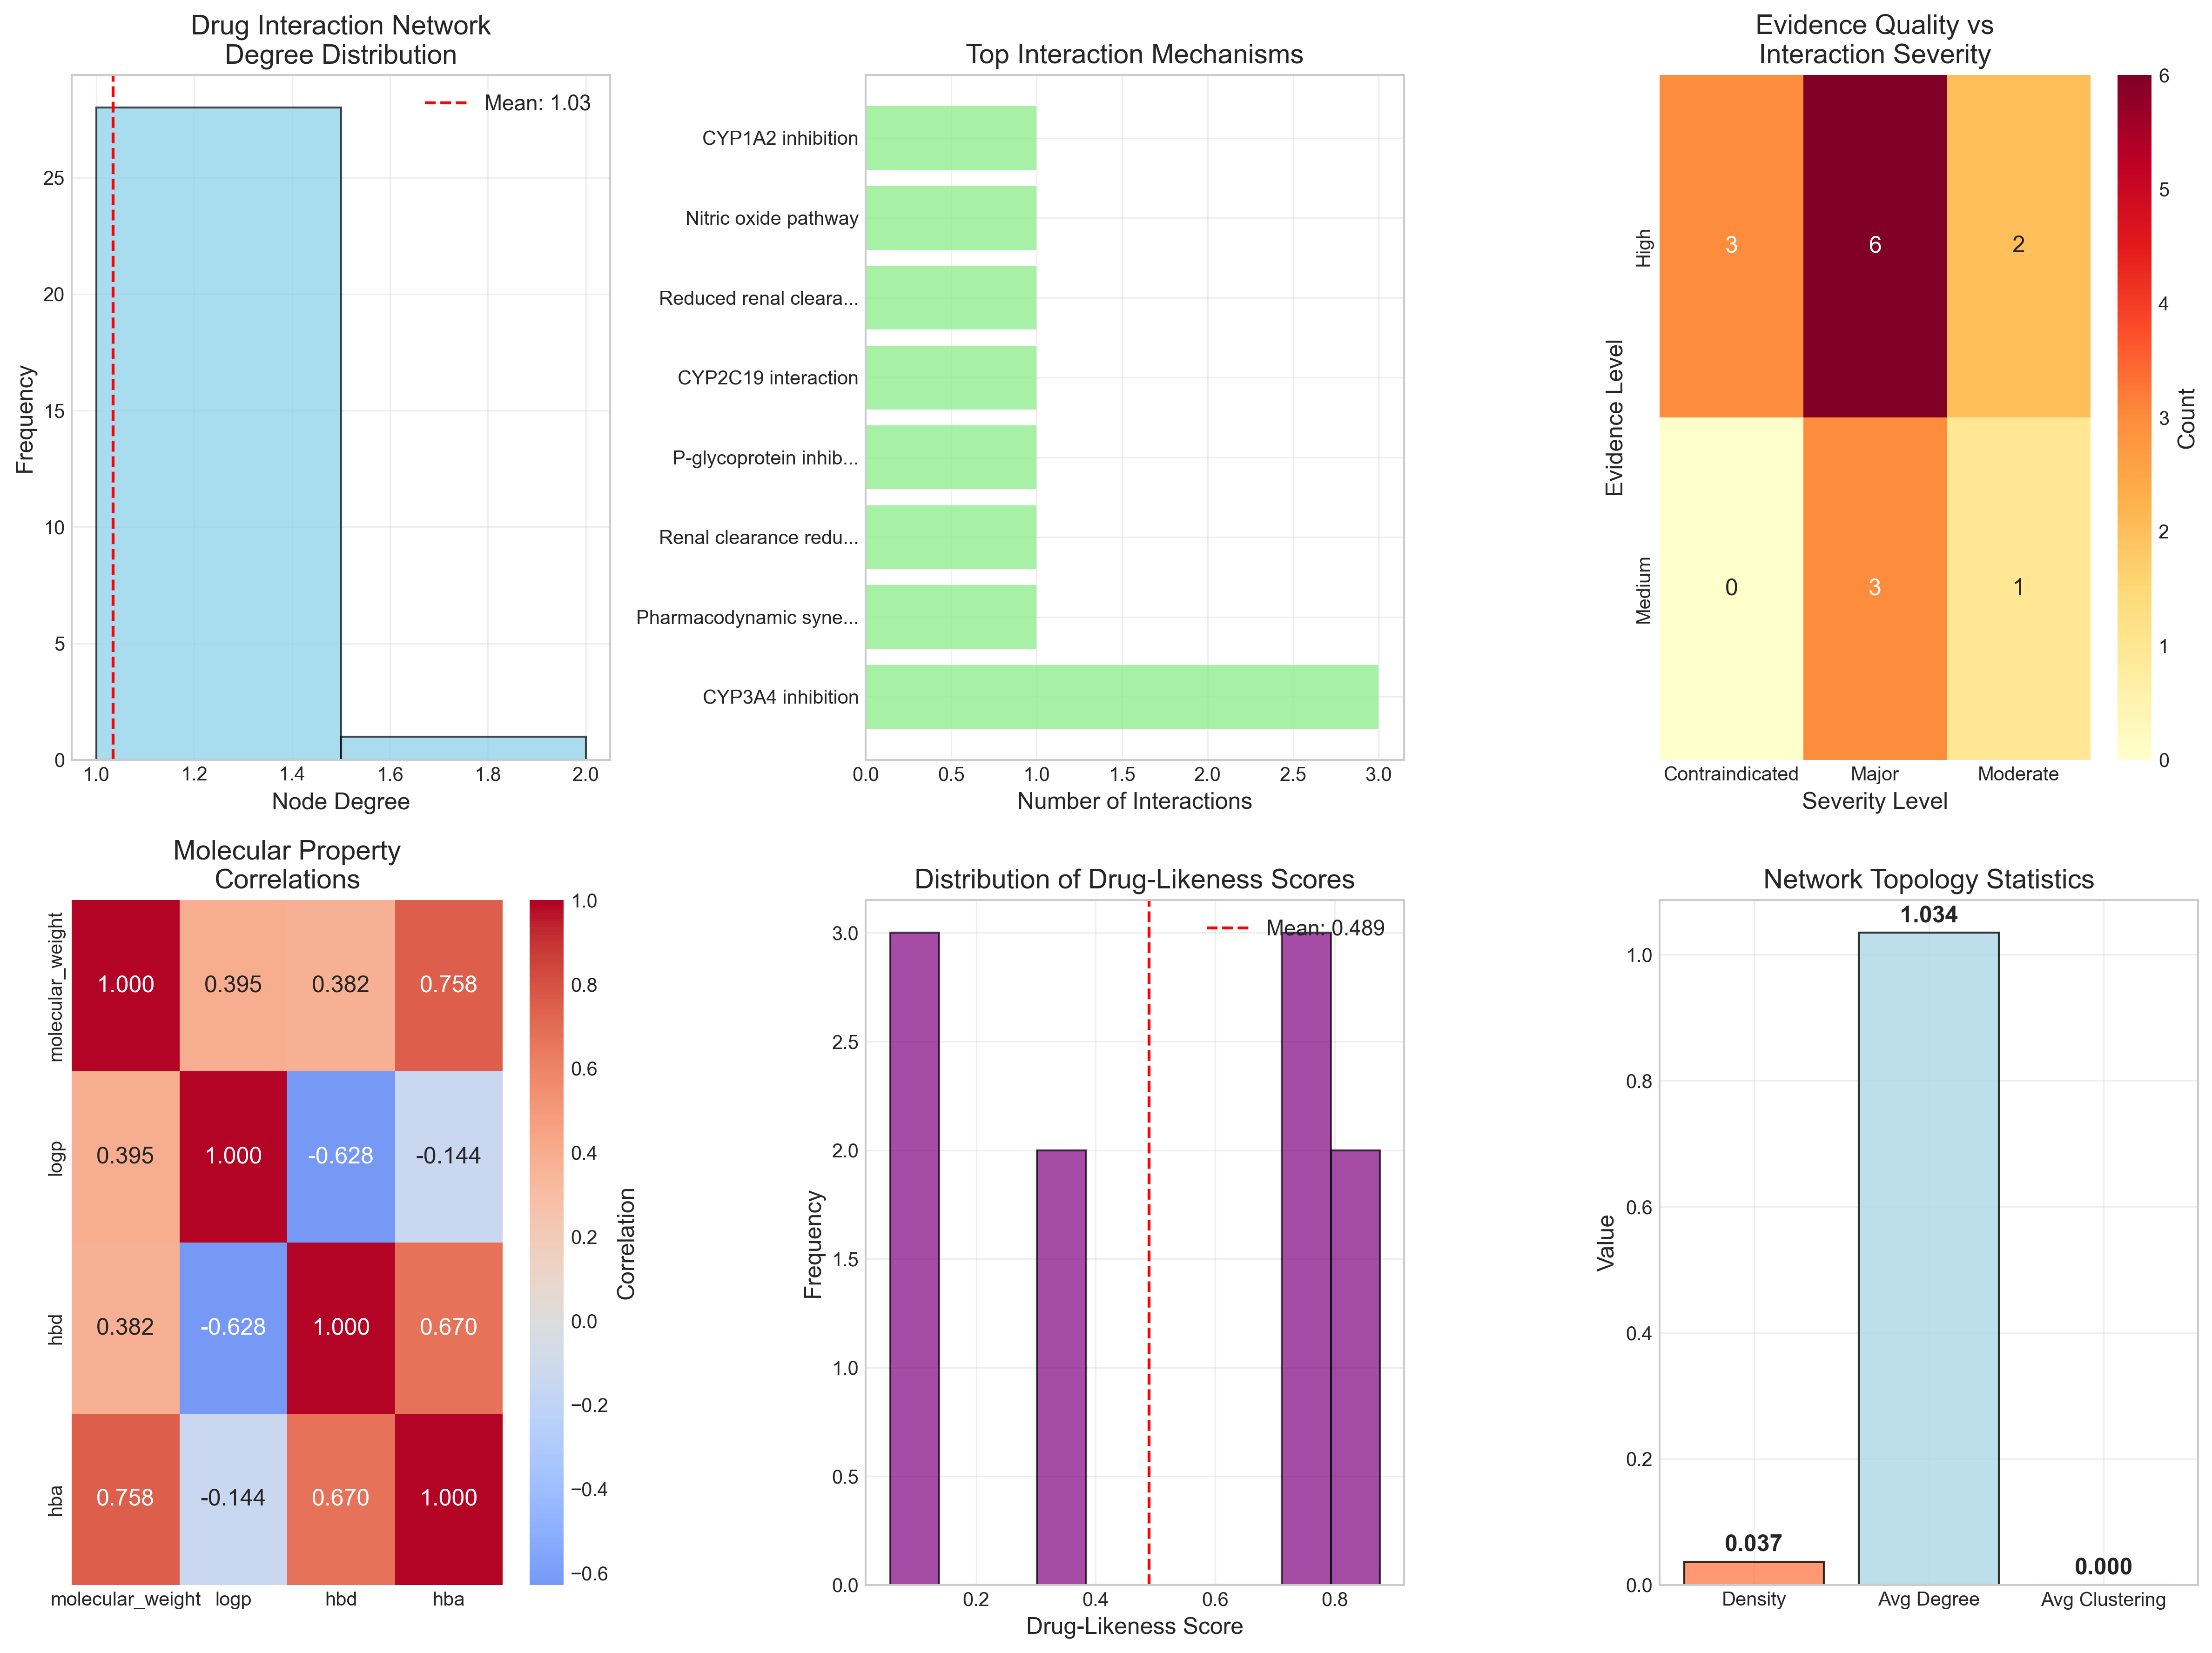 Drug Interaction Network
Degree Distribution
Mean: 1.03
Frequency
25
20
15
10
5
0
1.0 1.2 1.4 1.6 1.8 2.0
Node Degree
Top Interaction Mechanisms
CYP1A2 inhibition
Nitric oxide pathway
Reduced renal cleara...
CYP2C19 interaction
P-glycoprotein inhib...
Renal clearance redu...
Pharmacodynamic syne...
CYP3A4 inhibition
0.0 0.5 1.0 1.5 2.0 2.5 3.0
Number of Interactions
Evidence Quality vs
Interaction Severity
Evidence Level
High
Medium
3 6 2
0 3 1
Contraindicated Major Moderate
Severity Level
6
5
4
3
2
1
0
Count
Molecular Property
Correlations
molecular_weight
logp
hbd
hba
1.000 0.395 0.382 0.758
0.395 1.000 -0.628 -0.144
0.382 -0.628 1.000 0.670
0.758 -0.144 0.670 1.000
molecular_weight logp hbd hba
1.0
0.8
0.6
0.4
0.2
0.0
−0.2
−0.4
−0.6
Correlation
Distribution of Drug-Likeness Scores
Mean: 0.489
Frequency
3.0
2.5
2.0
1.5
1.0
0.5
0.0
0.2 0.4 0.6 0.8
Drug-Likeness Score
Network Topology Statistics
Value
1.0
0.8
0.6
0.4
0.2
0.0
0.037
1.034
0.000
Density Avg Degree Avg Clustering